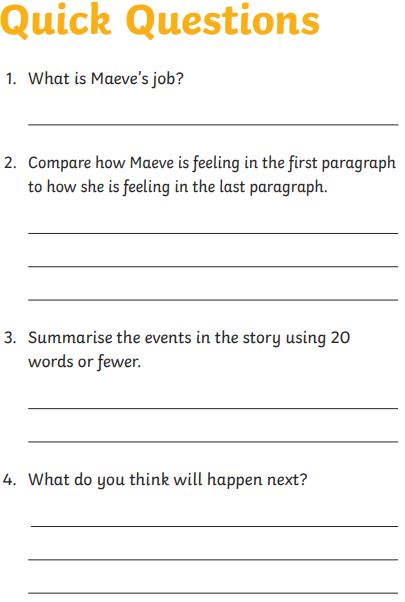 Quick Questions
1. What is Maeve's job?
2. Compare how Maeve is feeling in the first paragraph
to how she is feeling in the last paragraph.
3. Summarise the events in the story using 20
words or fewer.
4. What do you think will happen next?